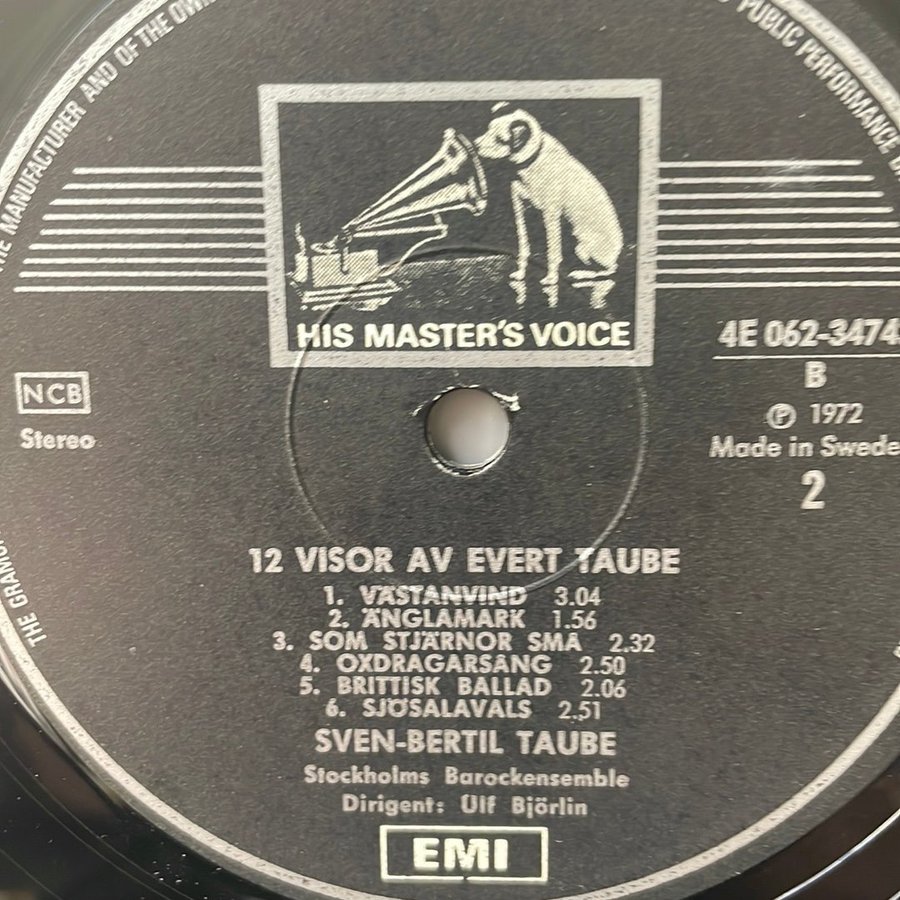 THE MANUFACTURER AND OF THE
PUBLIC PERFORMANCE
HIS MASTER'S VOICE
4E 062-3474
B
NCB
Stereo
℗ 1972
Made in Swede
2
THE
12 VISOR AV EVERT TAUBE
1. VÄSTANVIND 3.04
2. ÄNGLAMARK 1.56
3. SOM STJÄRNOR SMÅ 2.32
4. OXDRAGARSÅNG 2.50
5. BRITTISK BALLAD 2.06
6. SJÖSALAVALS 2.51
SVEN-BERTIL TAUBE
Stockholms Barockensemble
Dirigent: Ulf Björlin
EMI